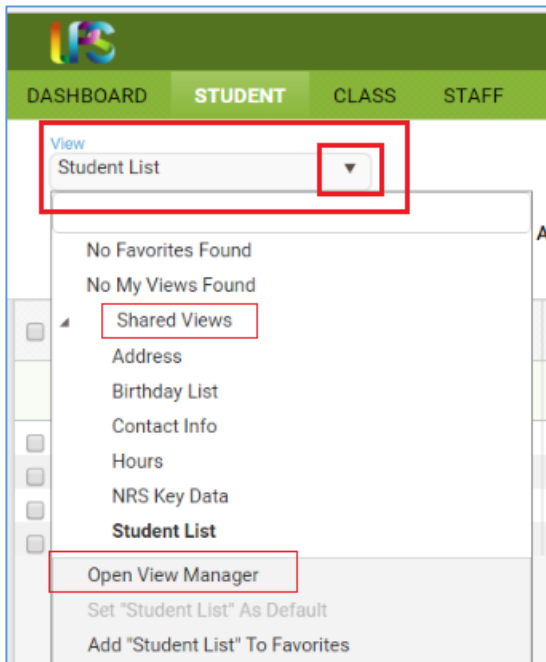 LPS
DASHBOARD STUDENT CLASS STAFF
View
Student List
A
No Favorites Found
No My Views Found
Shared Views
Address
Birthday List
Contact Info
Hours
NRS Key Data
Student List
Open View Manager
Set "Student List" As Default
Add "Student List" To Favorites